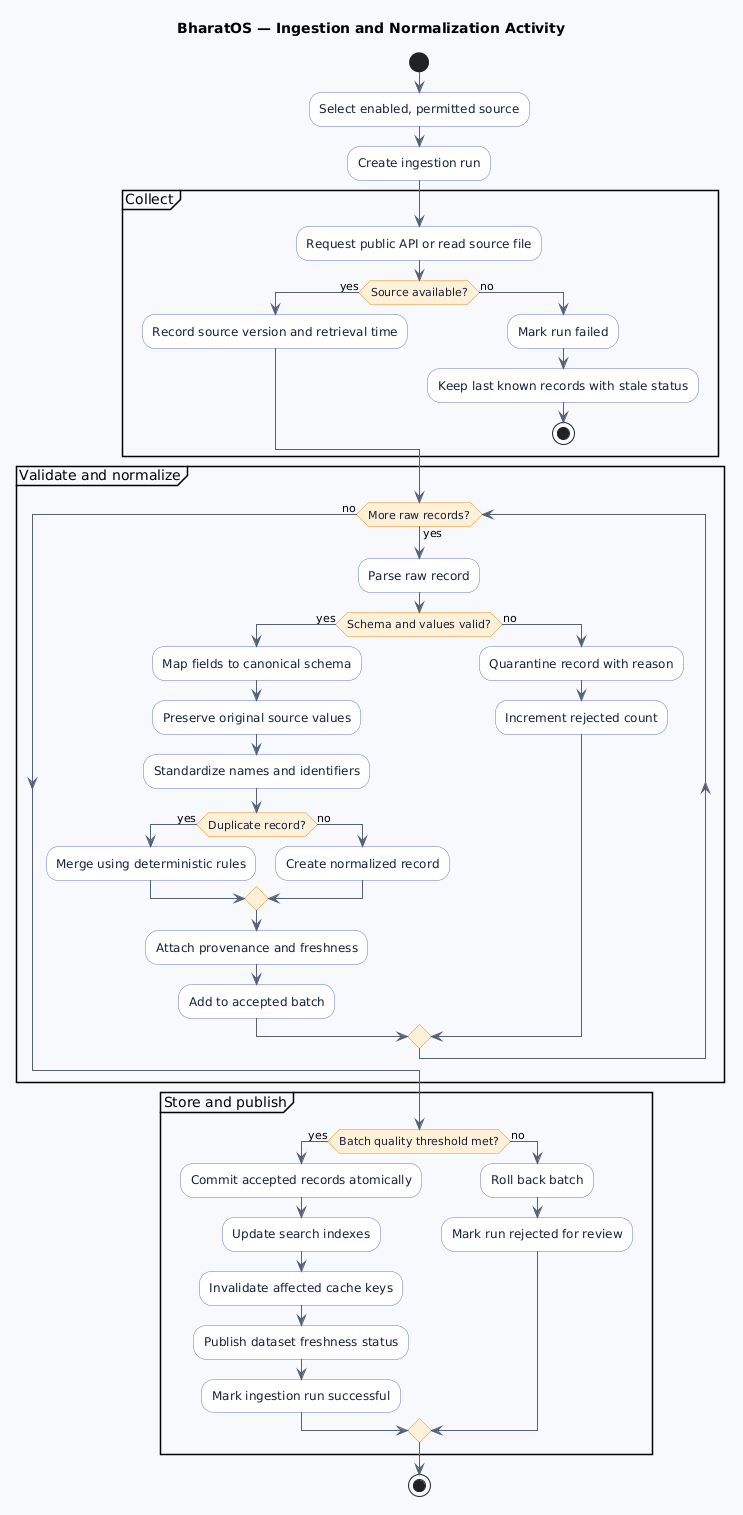 BharatOS — Ingestion and Normalization Activity
Select enabled, permitted source
Create ingestion run
Collect
Request public API or read source file
yes
Source available?
no
Record source version and retrieval time
Mark run failed
Keep last known records with stale status
Validate and normalize
no
More raw records?
yes
Parse raw record
yes
Schema and values valid?
no
Map fields to canonical schema
Quarantine record with reason
Preserve original source values
Increment rejected count
Standardize names and identifiers
yes
Duplicate record?
no
Merge using deterministic rules
Create normalized record
Attach provenance and freshness
Add to accepted batch
Store and publish
yes
Batch quality threshold met?
no
Commit accepted records atomically
Roll back batch
Update search indexes
Mark run rejected for review
Invalidate affected cache keys
Publish dataset freshness status
Mark ingestion run successful